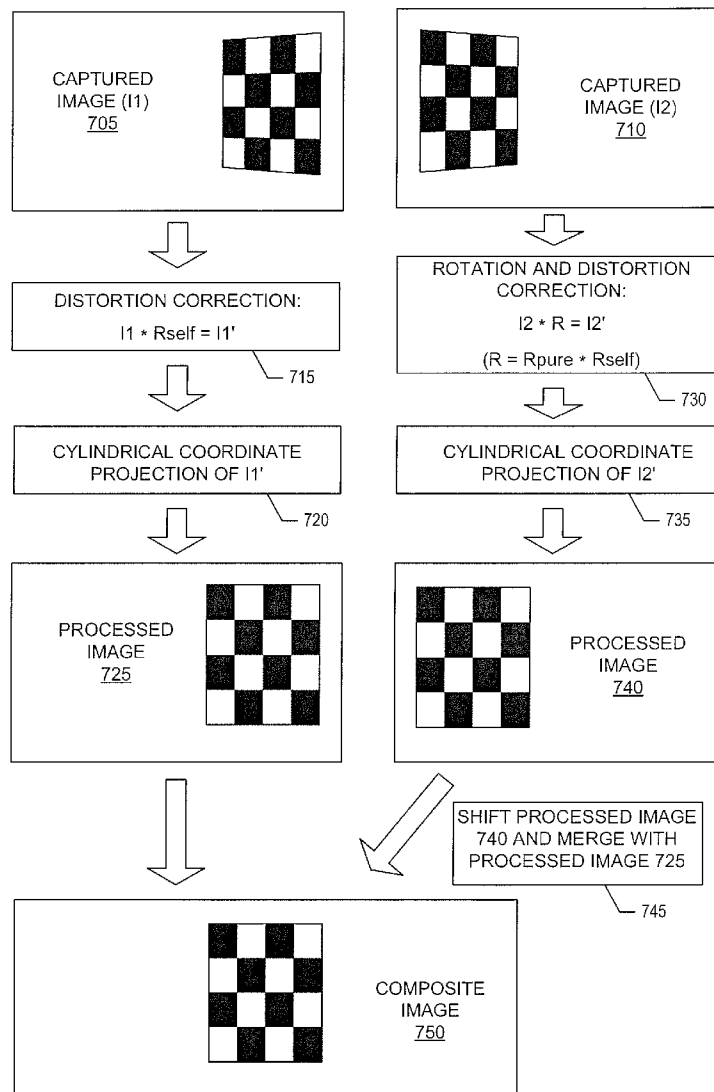 CAPTURED
IMAGE (I1)
705
CAPTURED
IMAGE (I2)
710
DISTORTION CORRECTION:
I1 * Rself = I1'
715
ROTATION AND DISTORTION
CORRECTION:
I2 * R = I2'
(R = Rpure * Rself)
730
CYLINDRICAL COORDINATE
PROJECTION OF I1'
720
CYLINDRICAL COORDINATE
PROJECTION OF I2'
735
PROCESSED
IMAGE
725
PROCESSED
IMAGE
740
SHIFT PROCESSED IMAGE
740 AND MERGE WITH
PROCESSED IMAGE 725
745
COMPOSITE
IMAGE
750